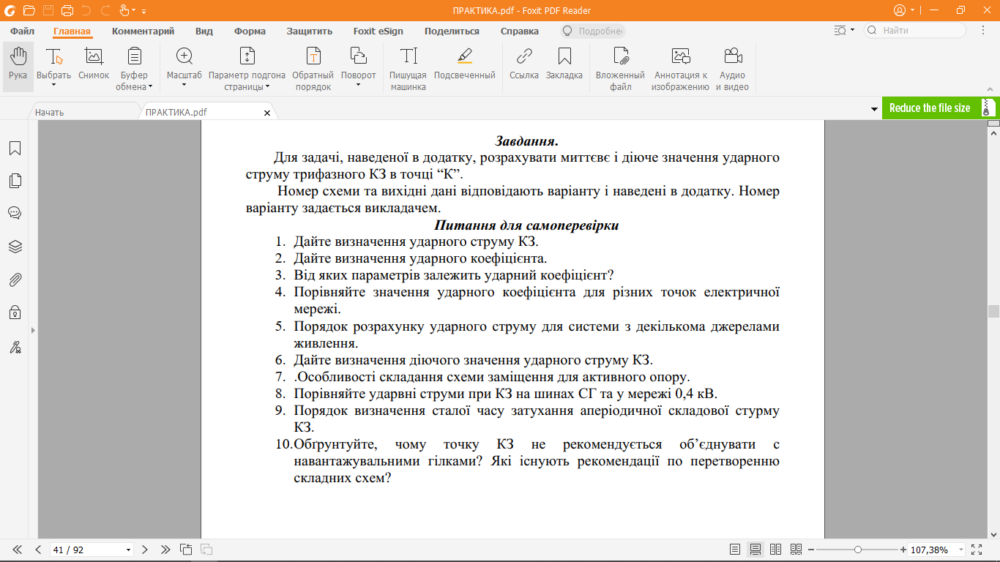 ПРАКТИКА.pdf - Foxit PDF Reader
Файл Главная Комментарий Вид Форма Защитить Foxit eSign Поделиться Справка Подробнее Найти
Рука Выбрать Снимок Буфер обмена Масштаб Параметр подгона страницы Обратный порядок Поворот Пишущая машинка Подсвеченный Ссылка Закладка Вложенный файл Аннотация к изображению Аудио и видео
Начать ПРАКТИКА.pdf Reduce the file size
Завдання.
Для задачі, наведеної в додатку, розрахувати миттєвє і діюче значення ударного
струму трифазного КЗ в точці “К”.
Номер схеми та вихідні дані відповідають варіанту і наведені в додатку. Номер
варіанту задається викладачем.
Питання для самоперевірки
1. Дайте визначення ударного струму КЗ.
2. Дайте визначення ударного коефіцієнта.
3. Від яких параметрів залежить ударний коефіцієнт?
4. Порівняйте значення ударного коефіцієнта для різних точок електричної
мережі.
5. Порядок розрахунку ударного струму для системи з декількома джерелами
живлення.
6. Дайте визначення діючого значення ударного струму КЗ.
7. .Особливості складання схеми заміщення для активного опору.
8. Порівняйте ударвні струми при КЗ на шинах СГ та у мережі 0,4 кВ.
9. Порядок визначення сталої часу затухання аперіодичної складової стурму
КЗ.
10.Обґрунтуйте, чому точку КЗ не рекомендується об’єднувати с
навантажувальними гілками? Які існують рекомендації по перетворенню
складних схем?
41 / 92 107,38%